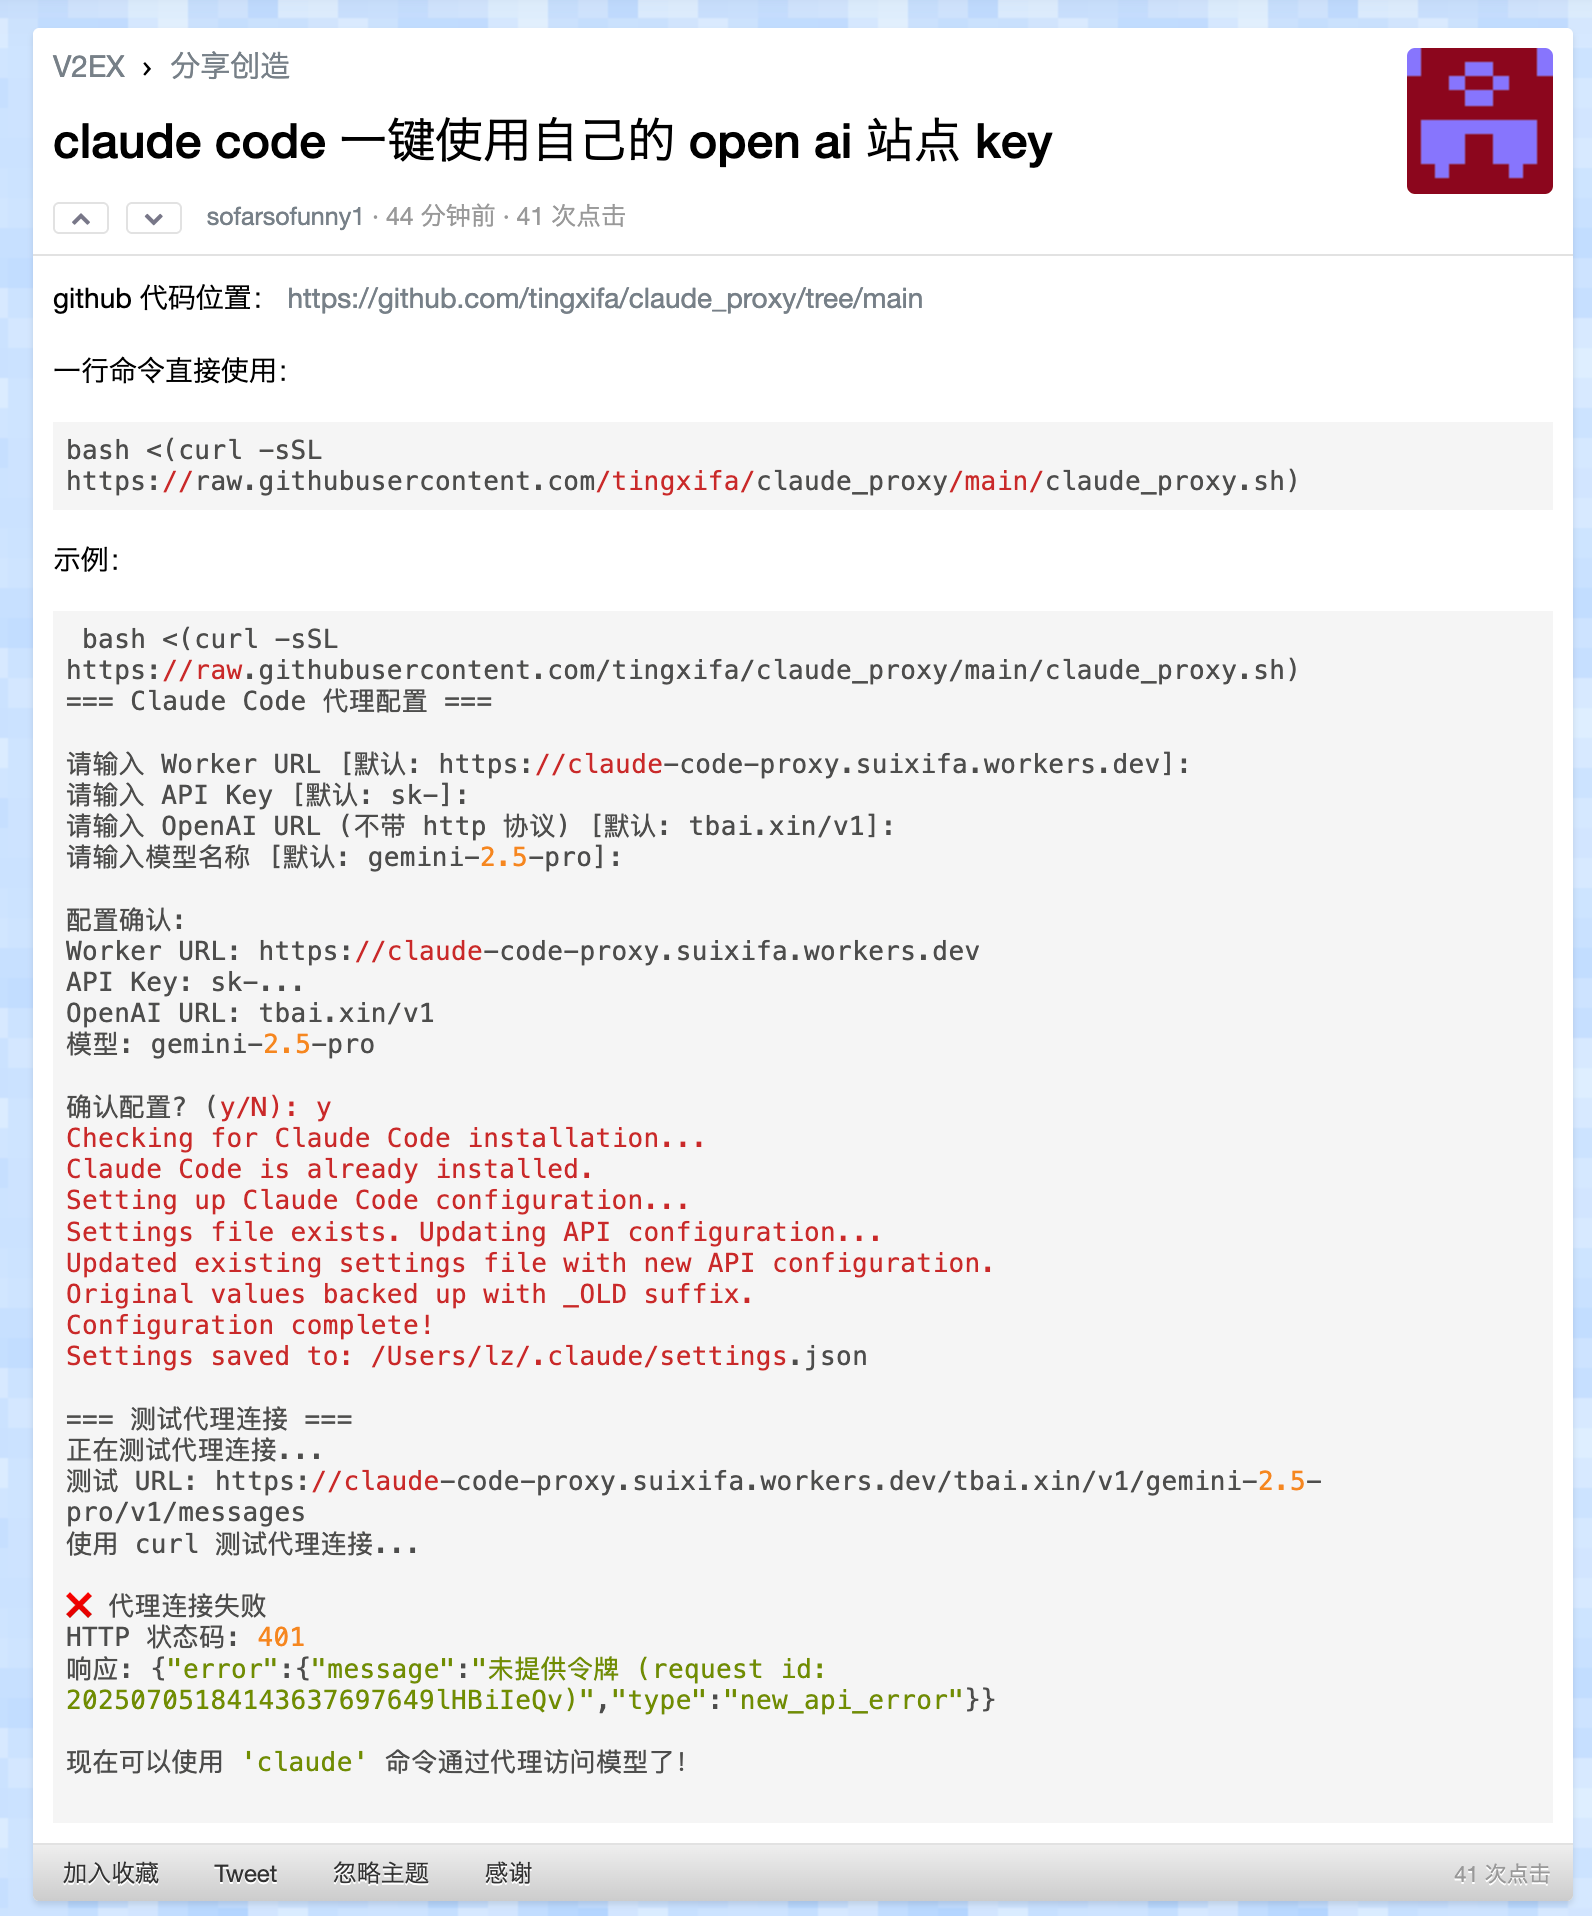 V2EX › 分享创造
claude code 一键使用自己的 open ai 站点 key
sofarsofunny1 · 44 分钟前 · 41 次点击
github 代码位置： https://github.com/tingxifa/claude_proxy/tree/main
一行命令直接使用：
bash <(curl -sSL
https://raw.githubusercontent.com/tingxifa/claude_proxy/main/claude_proxy.sh)
示例：
bash <(curl -sSL
https://raw.githubusercontent.com/tingxifa/claude_proxy/main/claude_proxy.sh)
=== Claude Code 代理配置 ===
请输入 Worker URL [默认: https://claude-code-proxy.suixifa.workers.dev]:
请输入 API Key [默认: sk-]:
请输入 OpenAI URL (不带 http 协议) [默认: tbai.xin/v1]:
请输入模型名称 [默认: gemini-2.5-pro]:
配置确认:
Worker URL: https://claude-code-proxy.suixifa.workers.dev
API Key: sk-...
OpenAI URL: tbai.xin/v1
模型: gemini-2.5-pro
确认配置? (y/N): y
Checking for Claude Code installation...
Claude Code is already installed.
Setting up Claude Code configuration...
Settings file exists. Updating API configuration...
Updated existing settings file with new API configuration.
Original values backed up with _OLD suffix.
Configuration complete!
Settings saved to: /Users/lz/.claude/settings.json
=== 测试代理连接 ===
正在测试代理连接...
测试 URL: https://claude-code-proxy.suixifa.workers.dev/tbai.xin/v1/gemini-2.5-
pro/v1/messages
使用 curl 测试代理连接...
❌ 代理连接失败
HTTP 状态码: 401
响应: {"error":{"message":"未提供令牌 (request id:
20250705184143637697649lHBiIeQv)","type":"new_api_error"}}
现在可以使用 'claude' 命令通过代理访问模型了!
加入收藏 Tweet 忽略主题 感谢 41 次点击